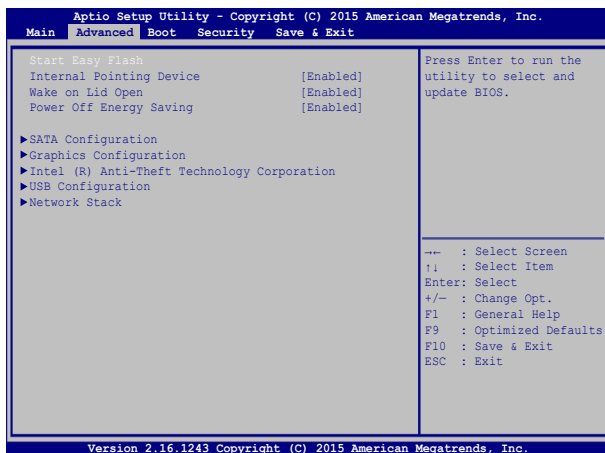 Aptio Setup Utility - Copyright (C) 2015 American Megatrends, Inc.
Main Advanced Boot Security Save & Exit
Start Easy Flash
Internal Pointing Device [Enabled]
Wake on Lid Open [Enabled]
Power Off Energy Saving [Enabled]
▶SATA Configuration
▶Graphics Configuration
▶Intel (R) Anti-Theft Technology Corporation
▶USB Configuration
▶Network Stack
Press Enter to run the
utility to select and
update BIOS.
→← : Select Screen
↑↓ : Select Item
Enter: Select
+/— : Change Opt.
F1 : General Help
F9 : Optimized Defaults
F10 : Save & Exit
ESC : Exit
Version 2.16.1243 Copyright (C) 2015 American Megatrends, Inc.